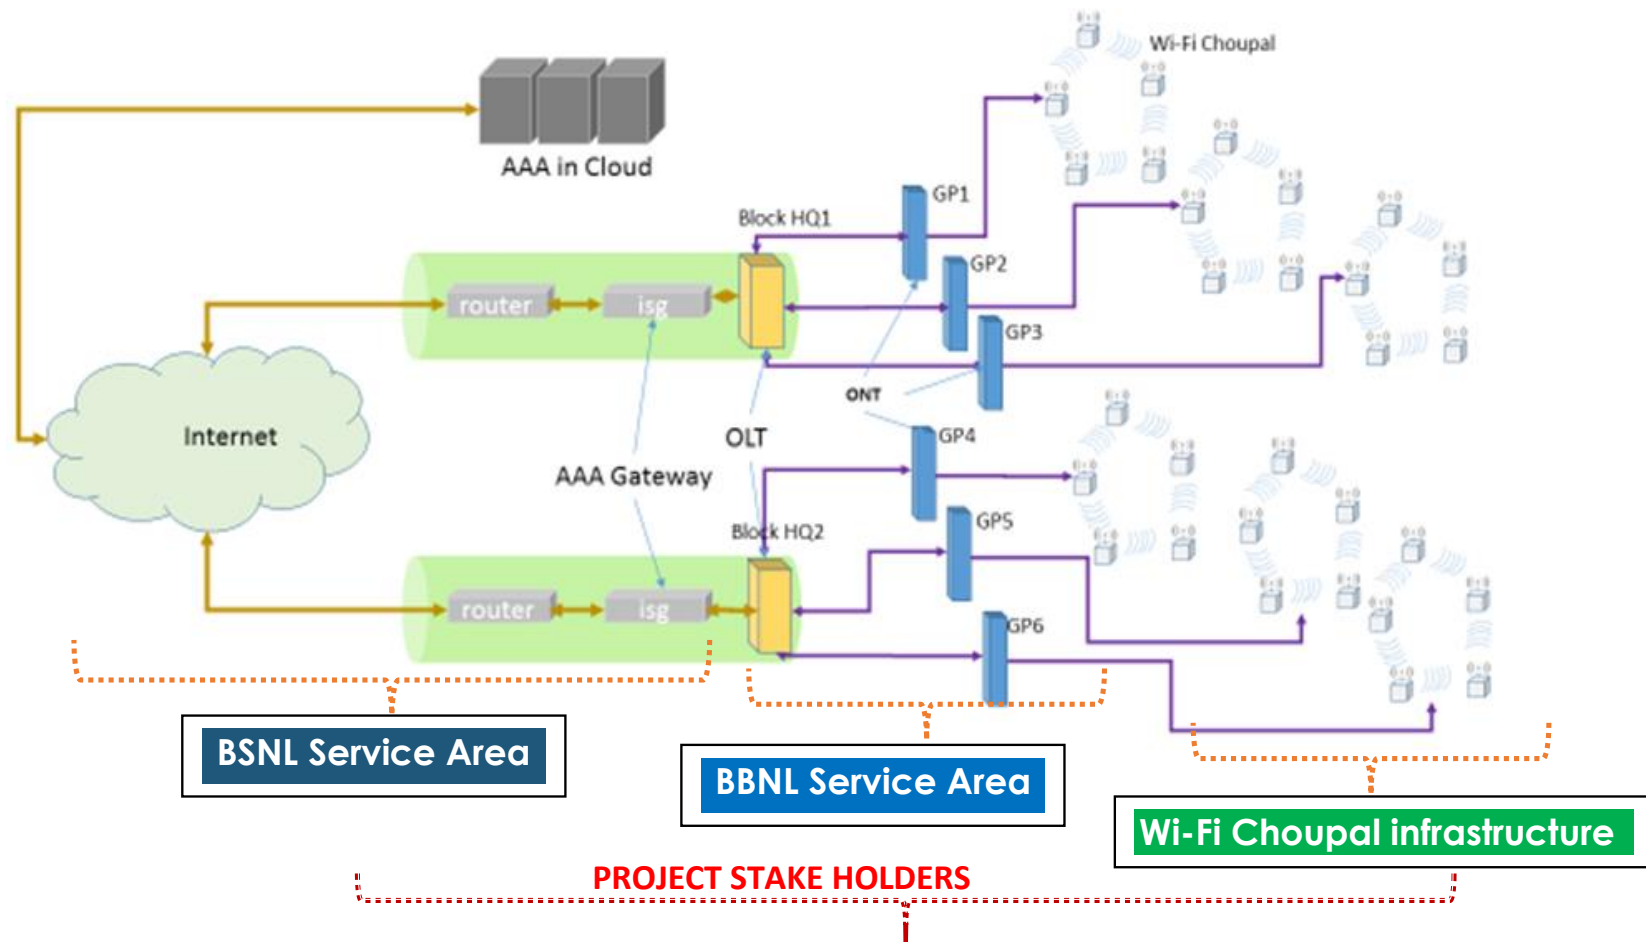 Wi-Fi Choupal
AAA in Cloud
GP1
Block HQ1
GP2
router
isg
GP3
ONT
Internet
OLT
GP4
AAA Gateway
GP5
Block HQ2
router
isg
GP6
BSNL Service Area
BBNL Service Area
Wi-Fi Choupal infrastructure
PROJECT STAKE HOLDERS